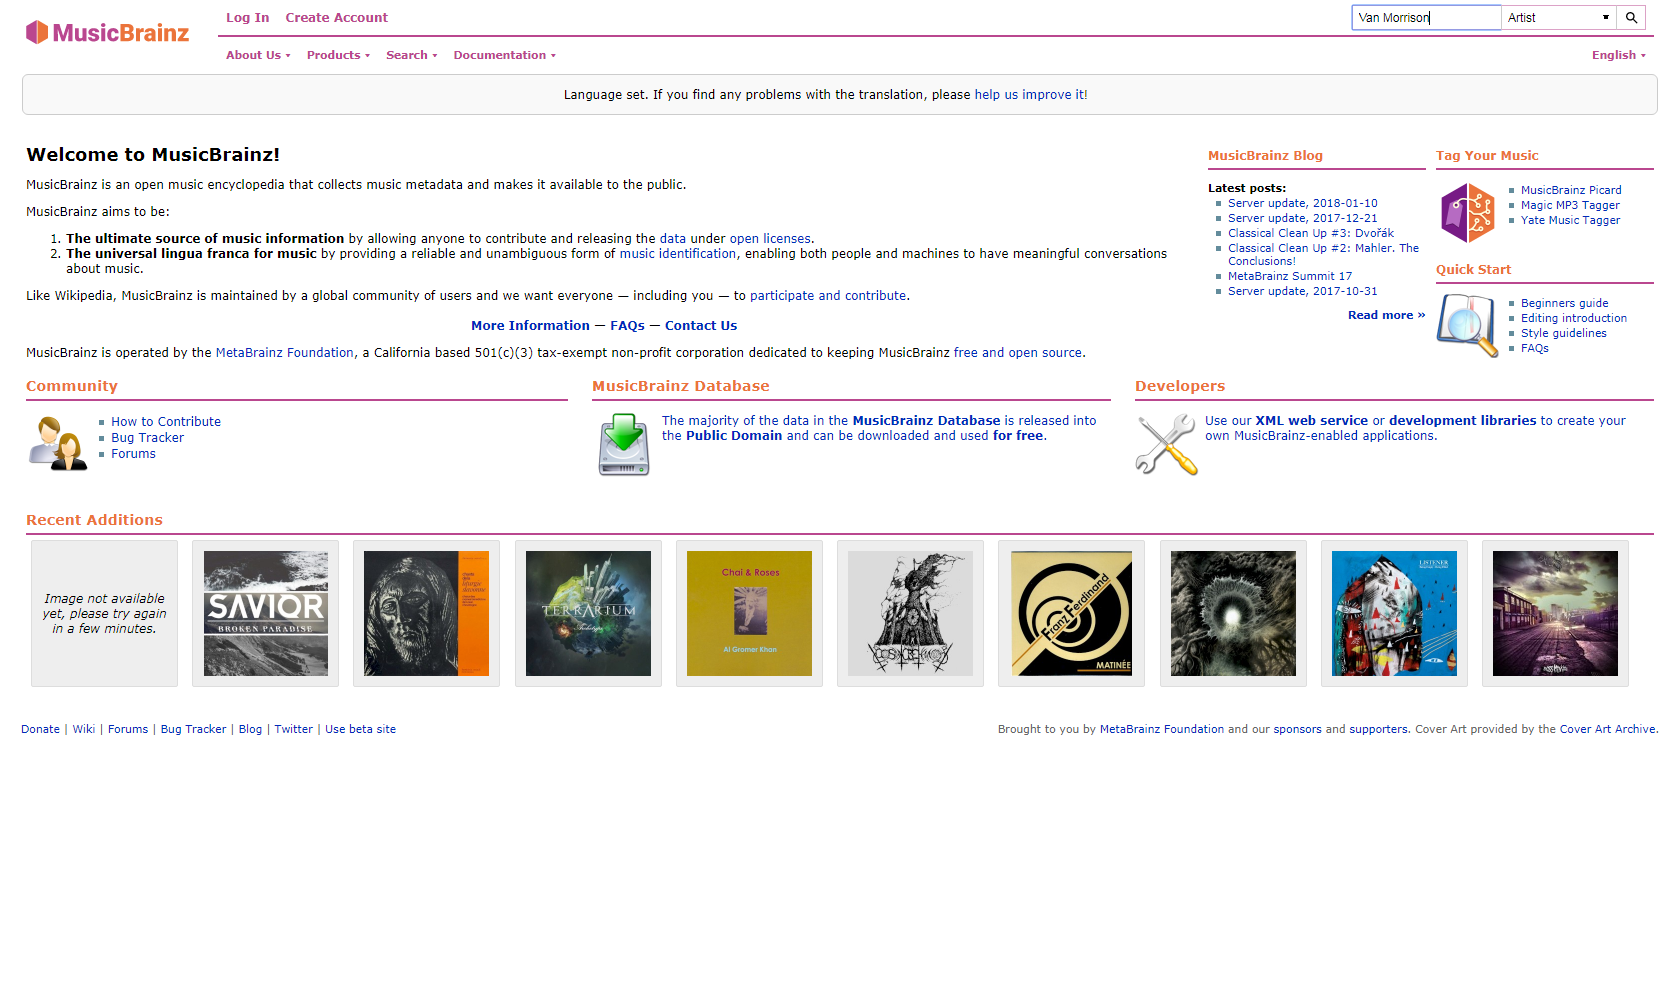 MusicBrainz
Log In Create Account
Van Morrison Artist
About Us Products Search Documentation
English
Language set. If you find any problems with the translation, please help us improve it!
Welcome to MusicBrainz!
MusicBrainz is an open music encyclopedia that collects music metadata and makes it available to the public.
MusicBrainz aims to be:
1. The ultimate source of music information by allowing anyone to contribute and releasing the data under open licenses.
2. The universal lingua franca for music by providing a reliable and unambiguous form of music identification, enabling both people and machines to have meaningful conversations
about music.
Like Wikipedia, MusicBrainz is maintained by a global community of users and we want everyone — including you — to participate and contribute.
More Information — FAQs — Contact Us
MusicBrainz is operated by the MetaBrainz Foundation, a California based 501(c)(3) tax-exempt non-profit corporation dedicated to keeping MusicBrainz free and open source.
MusicBrainz Blog
Latest posts:
Server update, 2018-01-10
Server update, 2017-12-21
Classical Clean Up #3: Dvořák
Classical Clean Up #2: Mahler. The
Conclusions!
MetaBrainz Summit 17
Server update, 2017-10-31
Read more »
Tag Your Music
MusicBrainz Picard
Magic MP3 Tagger
Yate Music Tagger
Quick Start
Beginners guide
Editing introduction
Style guidelines
FAQs
Community
How to Contribute
Bug Tracker
Forums
MusicBrainz Database
The majority of the data in the MusicBrainz Database is released into
the Public Domain and can be downloaded and used for free.
Developers
Use our XML web service or development libraries to create your
own MusicBrainz-enabled applications.
Recent Additions
Image not available
yet, please try again
in a few minutes.
SAVIOR
BROKEN PARADISE
TERRARIUM
Archetype
Chai & Roses
Al Gromer Khan
Franz Ferdinand
MATINÉE
LISTENER
Donate | Wiki | Forums | Bug Tracker | Blog | Twitter | Use beta site
Brought to you by MetaBrainz Foundation and our sponsors and supporters. Cover Art provided by the Cover Art Archive.